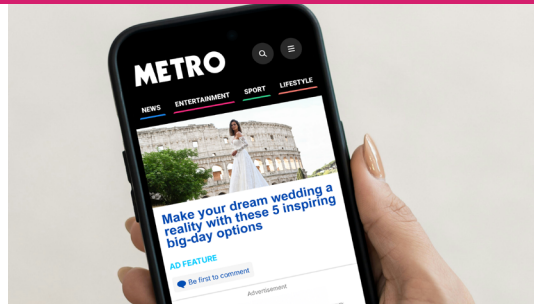 METRO
NEWS ENTERTAINMENT SPORT LIFESTYLE
Make your dream wedding a
reality with these 5 inspiring
big-day options
AD FEATURE
Be first to comment
Advertisement